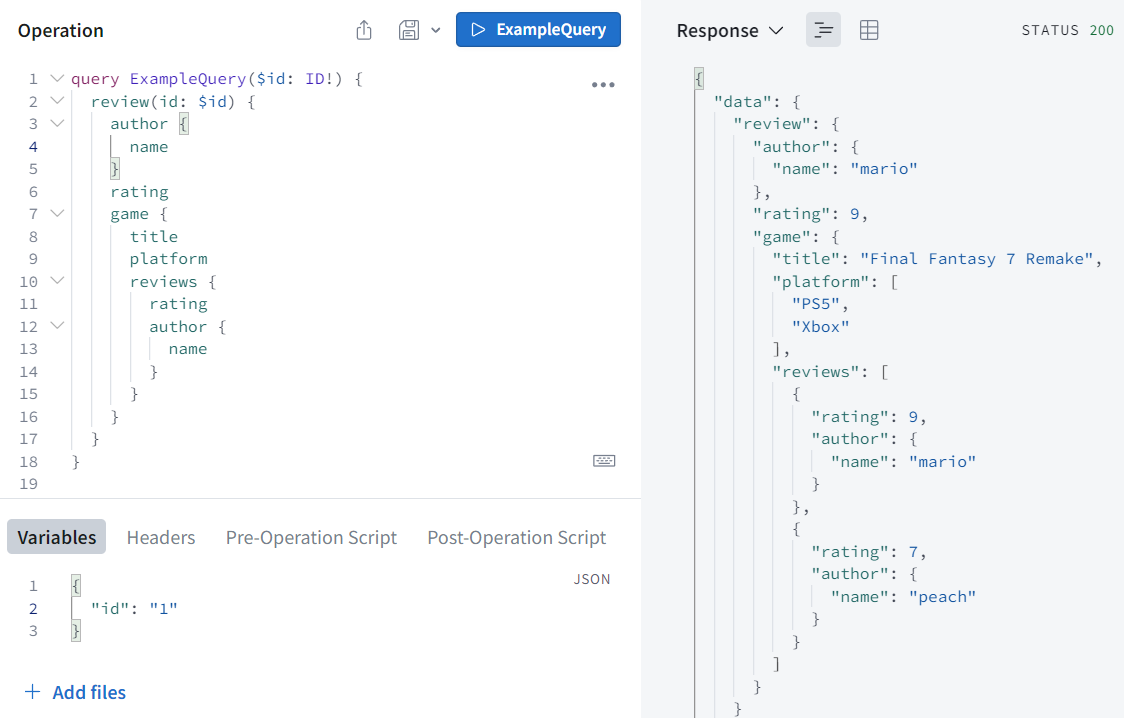 Operation
ExampleQuery
1 query ExampleQuery($id: ID!) {
2 review(id: $id) {
3 author {
4 name
5 }
6 rating
7 game {
8 title
9 platform
10 reviews {
11 rating
12 author {
13 name
14 }
15 }
16 }
17 }
18 }
19
Variables Headers Pre-Operation Script Post-Operation Script
JSON
1 {
2 "id": "1"
3 }
+ Add files
Response
STATUS 200
{
"data": {
"review": {
"author": {
"name": "mario"
},
"rating": 9,
"game": {
"title": "Final Fantasy 7 Remake",
"platform": [
"PS5",
"Xbox"
],
"reviews": [
{
"rating": 9,
"author": {
"name": "mario"
}
},
{
"rating": 7,
"author": {
"name": "peach"
}
}
]
}
}